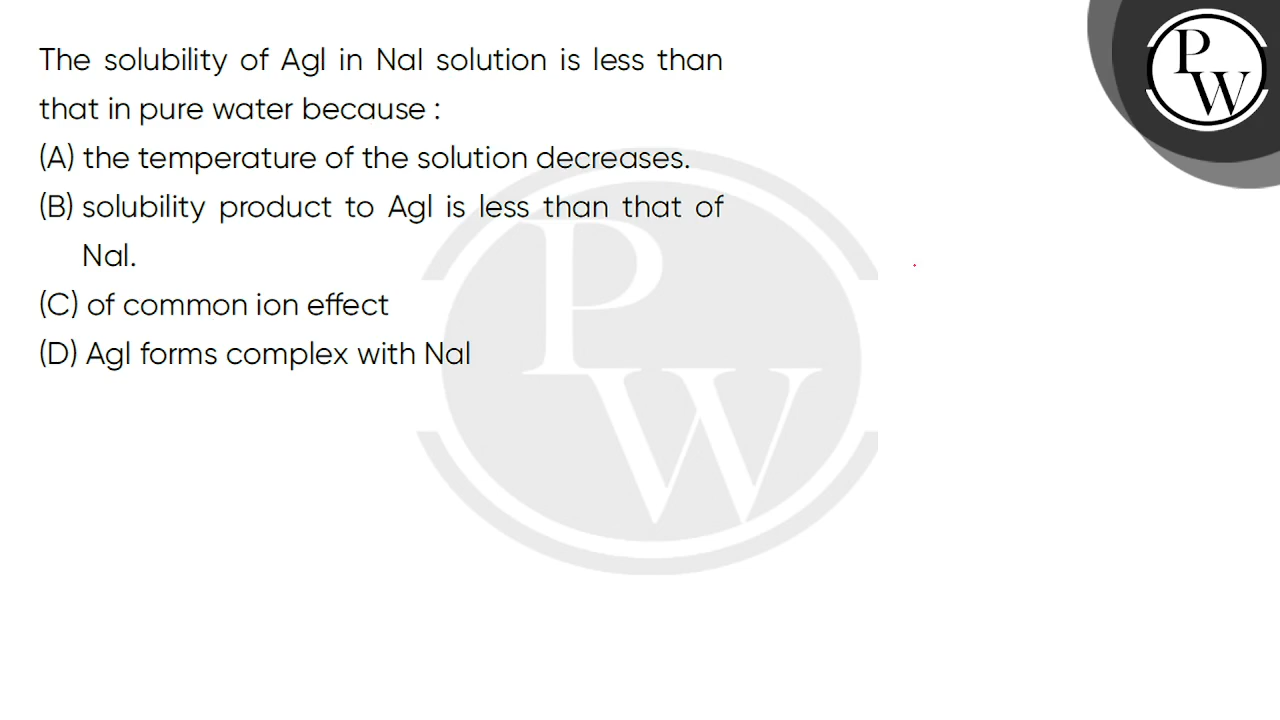 The solubility of AgI in NaI solution is less than
that in pure water because :
(A) the temperature of the solution decreases.
(B) solubility product to AgI is less than that of
NaI.
(C) of common ion effect
(D) AgI forms complex with NaI
PW
PW